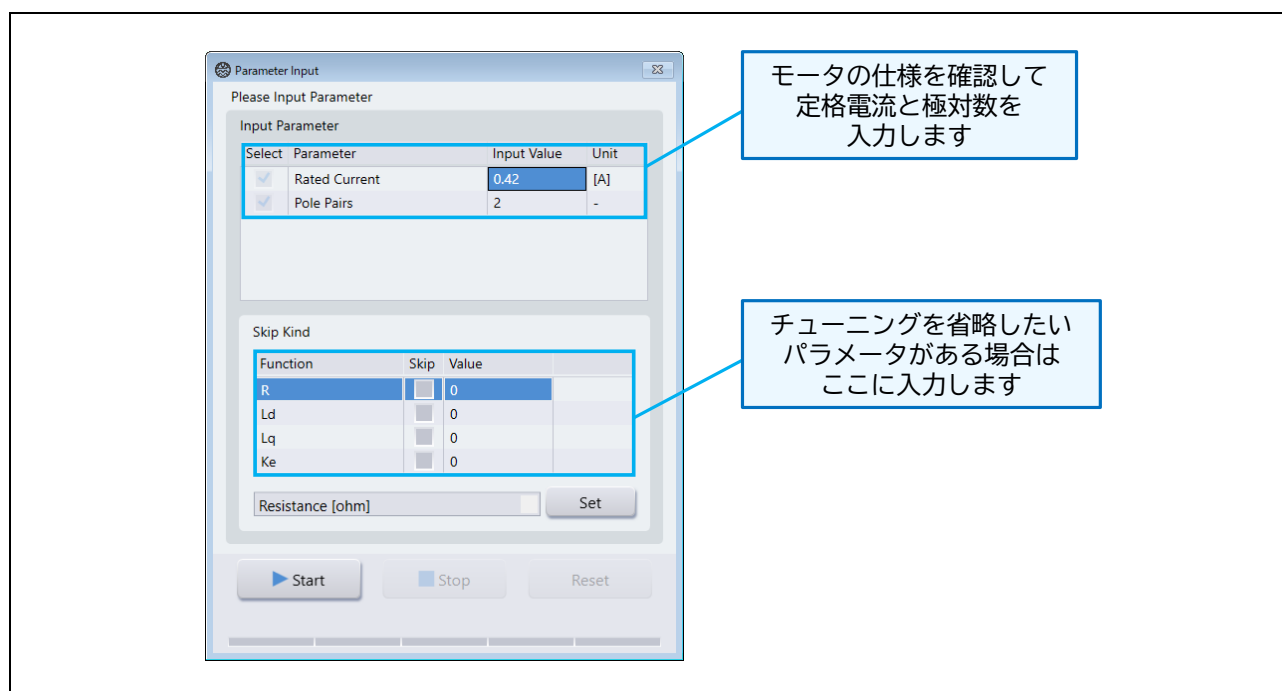 Parameter Input
Please Input Parameter
Input Parameter
Select Parameter Input Value Unit
Rated Current 0.42 [A]
Pole Pairs 2 -
Skip Kind
Function Skip Value
R 0
Ld 0
Lq 0
Ke 0
Resistance [ohm] Set
Start Stop Reset
モータの仕様を確認して
定格電流と極対数を
入力します
チューニングを省略したい
パラメータがある場合は
ここに入力します